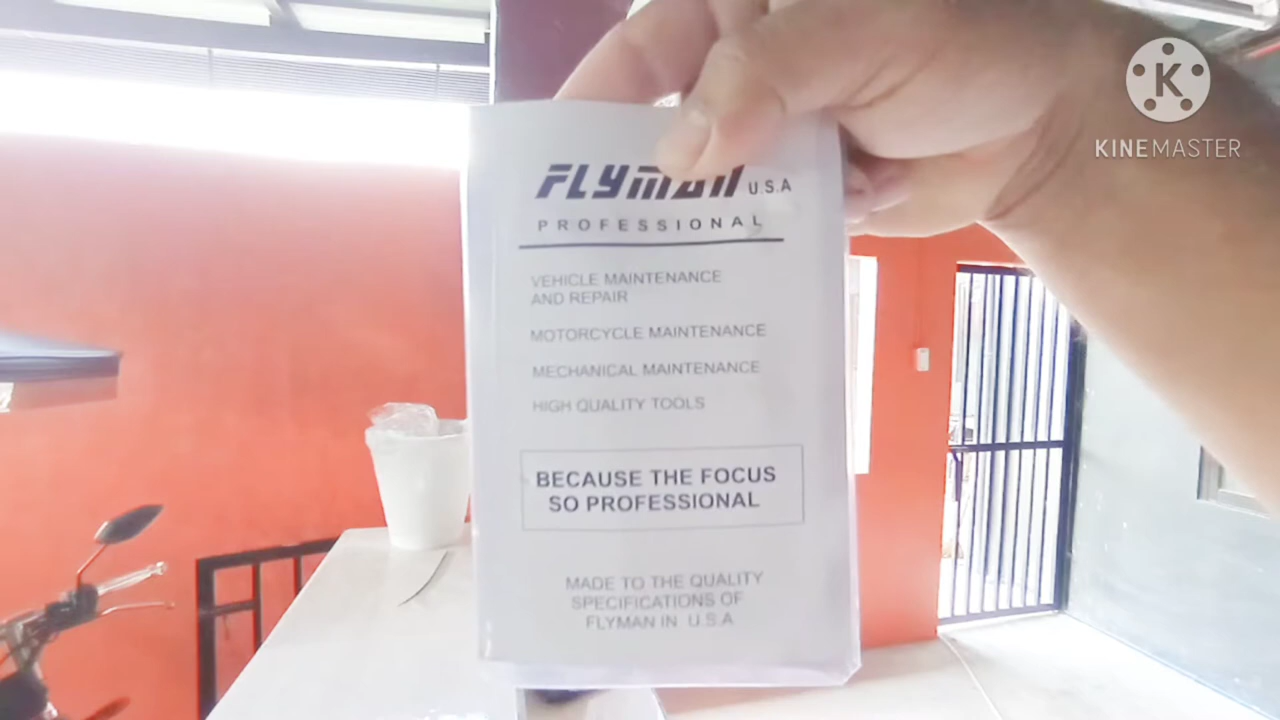 K
KINEMASTER
FLYMAN U.S.A
PROFESSIONAL
VEHICLE MAINTENANCE
AND REPAIR
MOTORCYCLE MAINTENANCE
MECHANICAL MAINTENANCE
HIGH QUALITY TOOLS
BECAUSE THE FOCUS
SO PROFESSIONAL
MADE TO THE QUALITY
SPECIFICATIONS OF
FLYMAN IN U.S.A